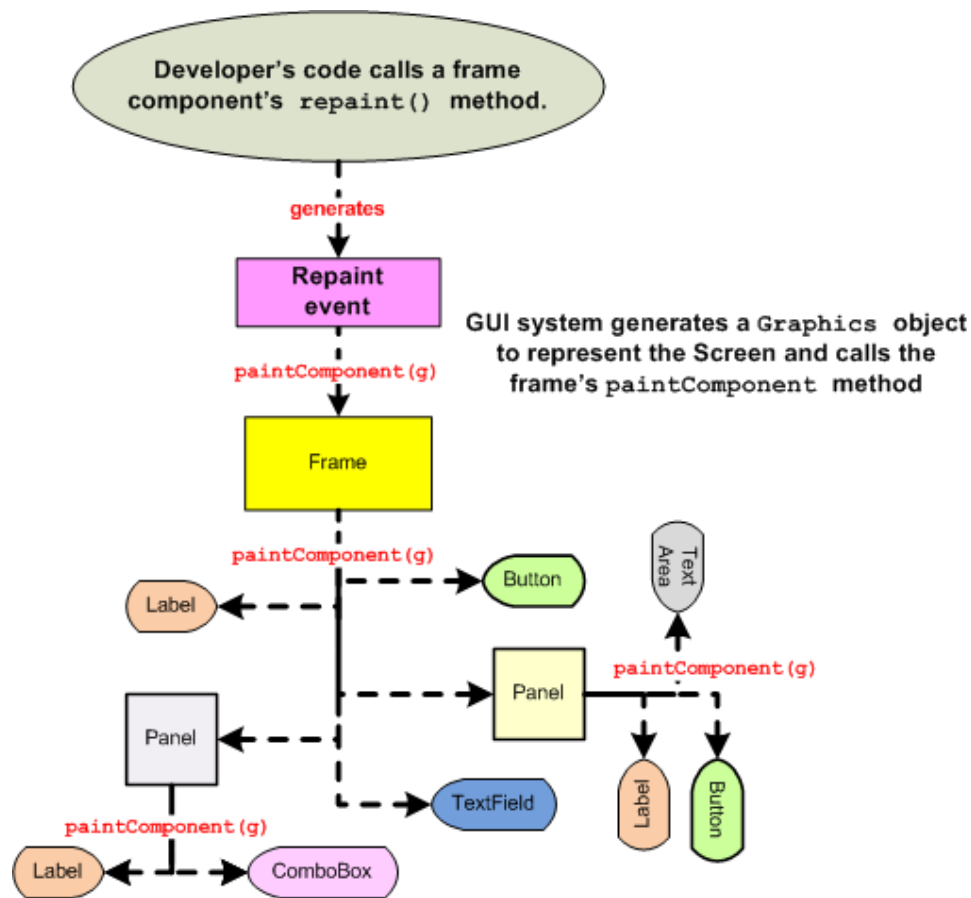 Developer's code calls a frame
component's repaint() method.
generates
Repaint
event
GUI system generates a Graphics object
to represent the Screen and calls the
frame's paintComponent method
paintComponent(g)
Frame
paintComponent(g)
Button
Text
Area
Label
Panel
paintComponent(g)
Panel
TextField
Label
Button
paintComponent(g)
Label
ComboBox